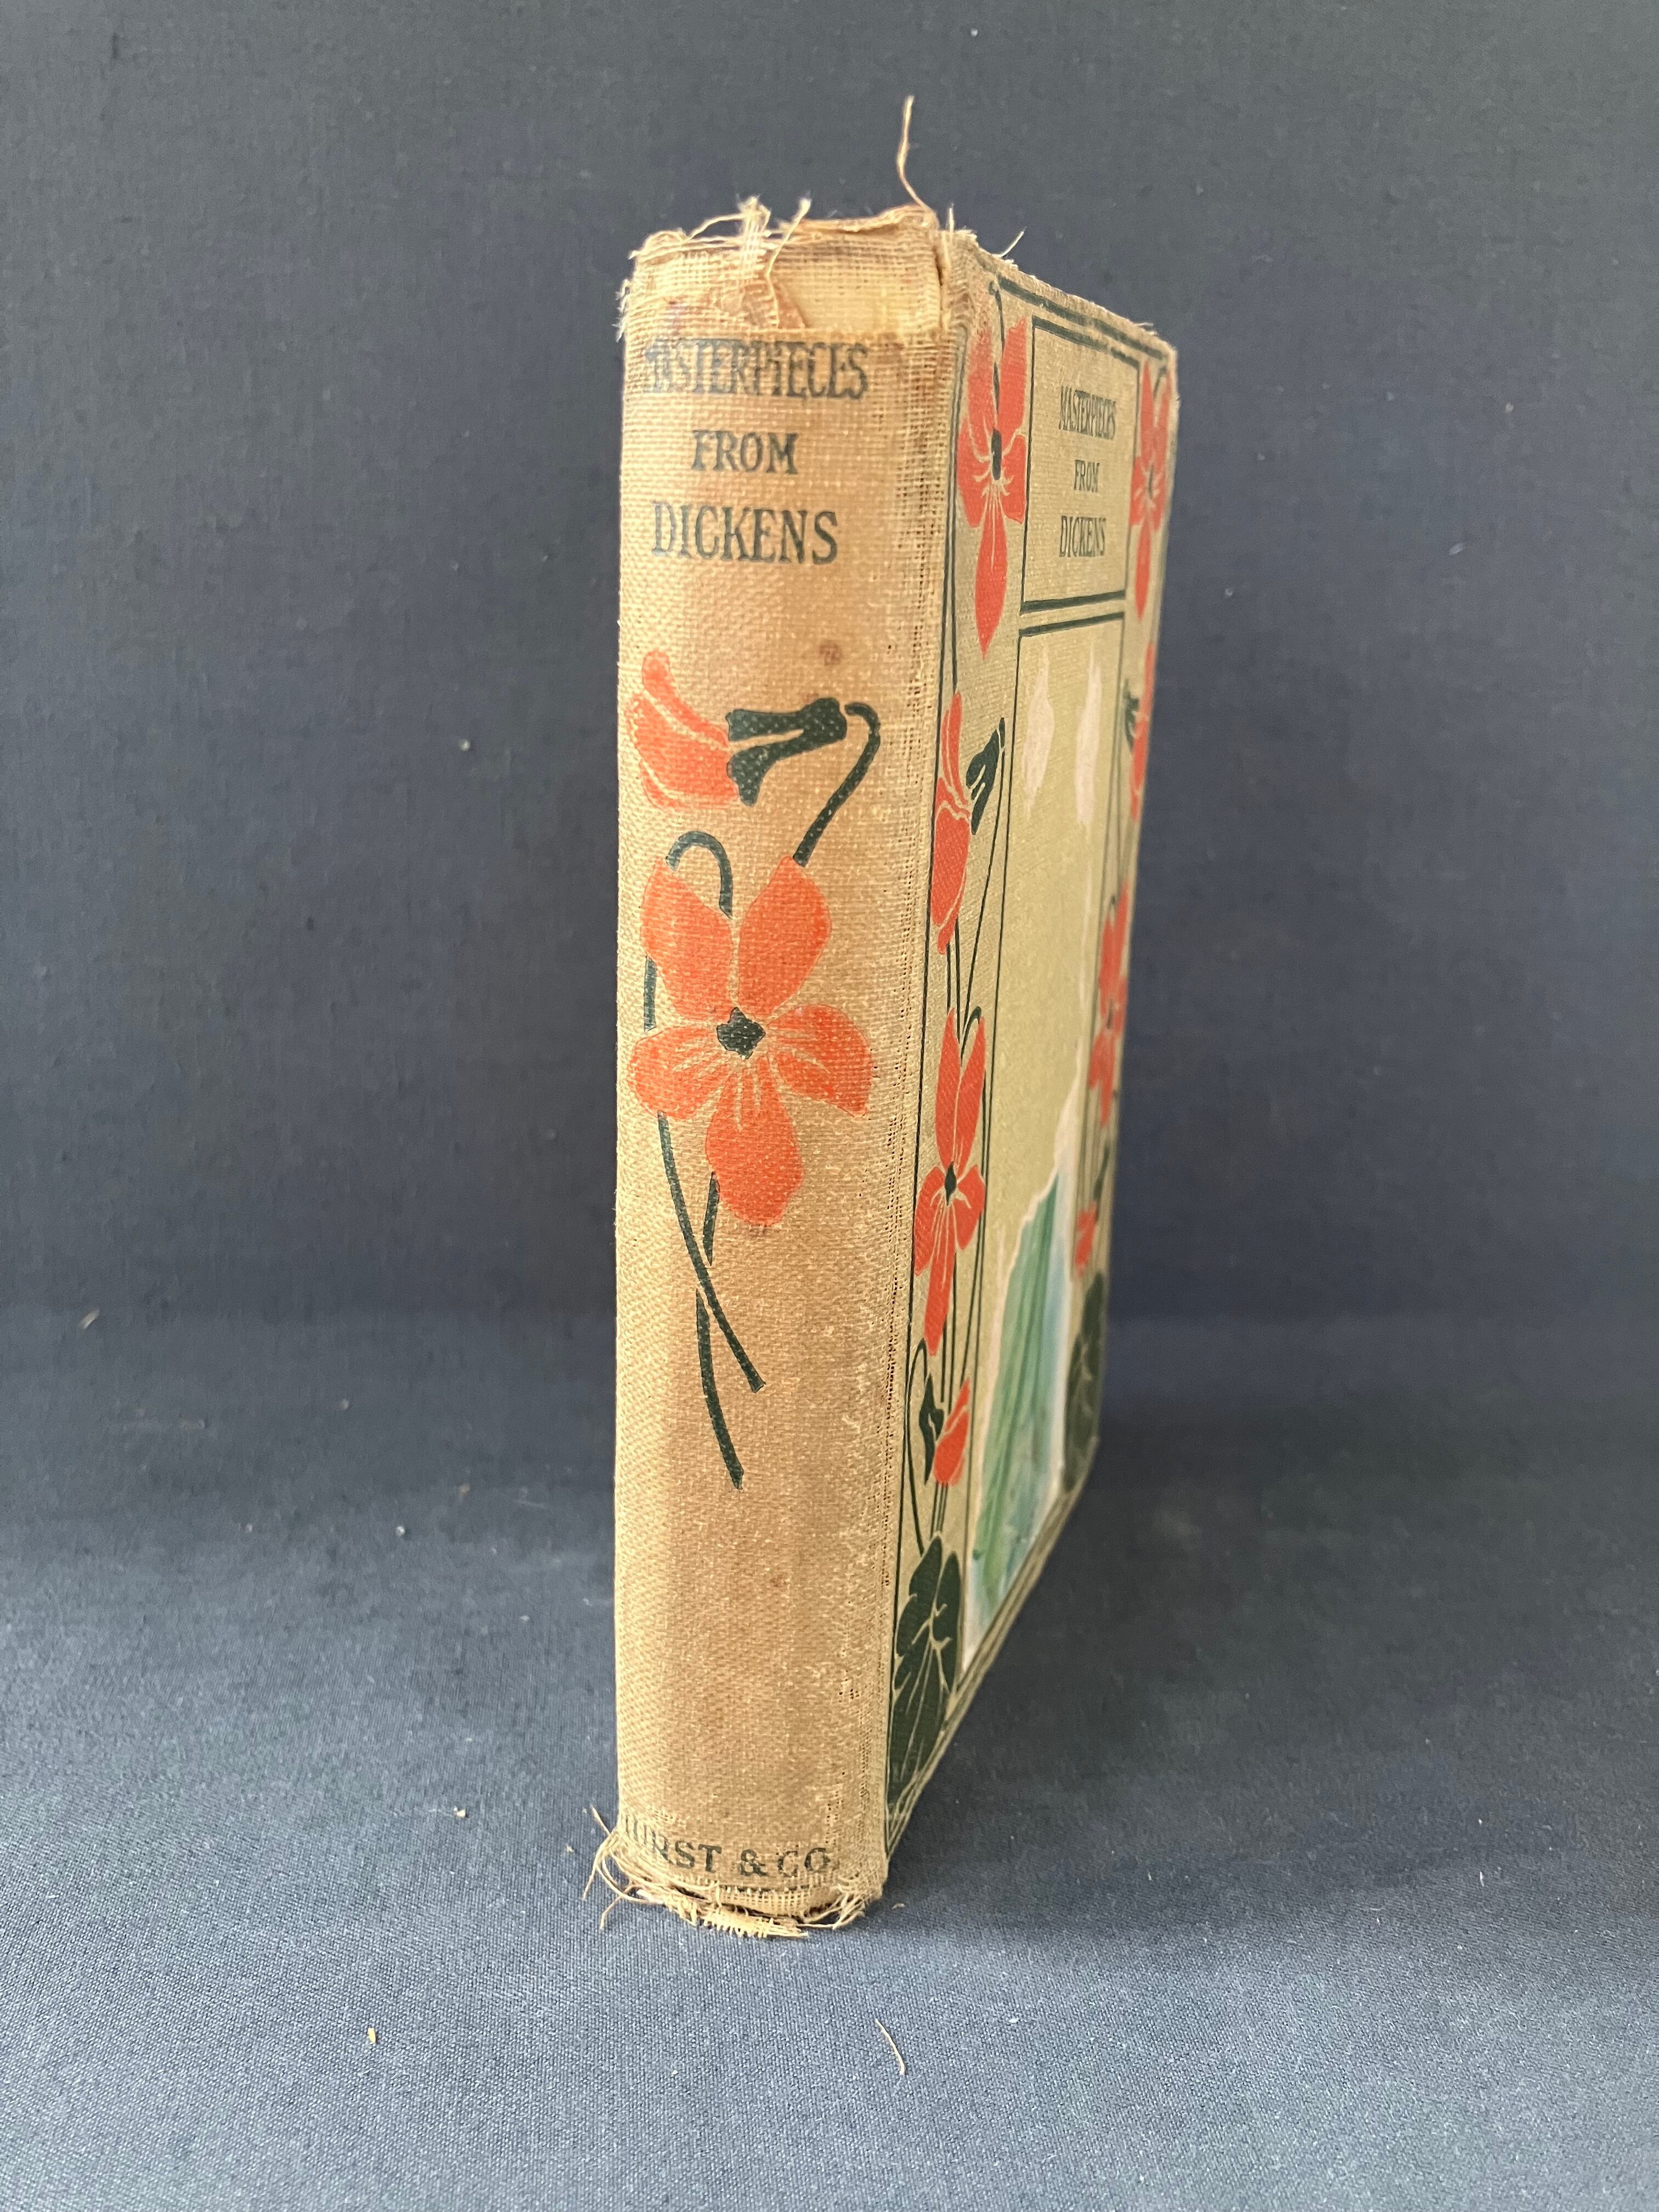 MASTERPIECES
FROM
DICKENS
HURST & CO.
MASTERPIECES
FROM
DICKENS